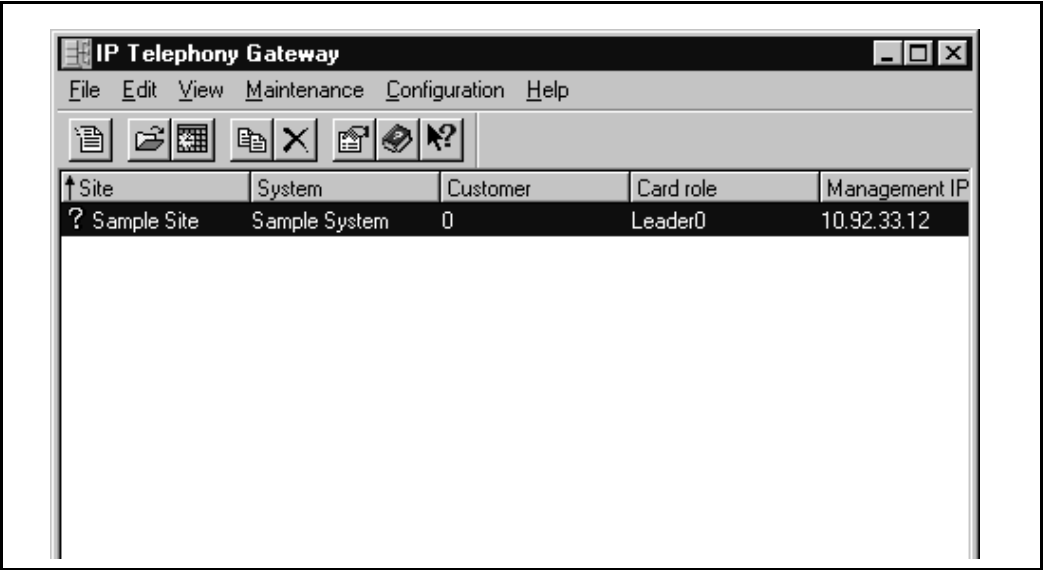 IP Telephony Gateway
File Edit View Maintenance Configuration Help
Site System Customer Card role Management IP
? Sample Site Sample System 0 Leader0 10.92.33.12